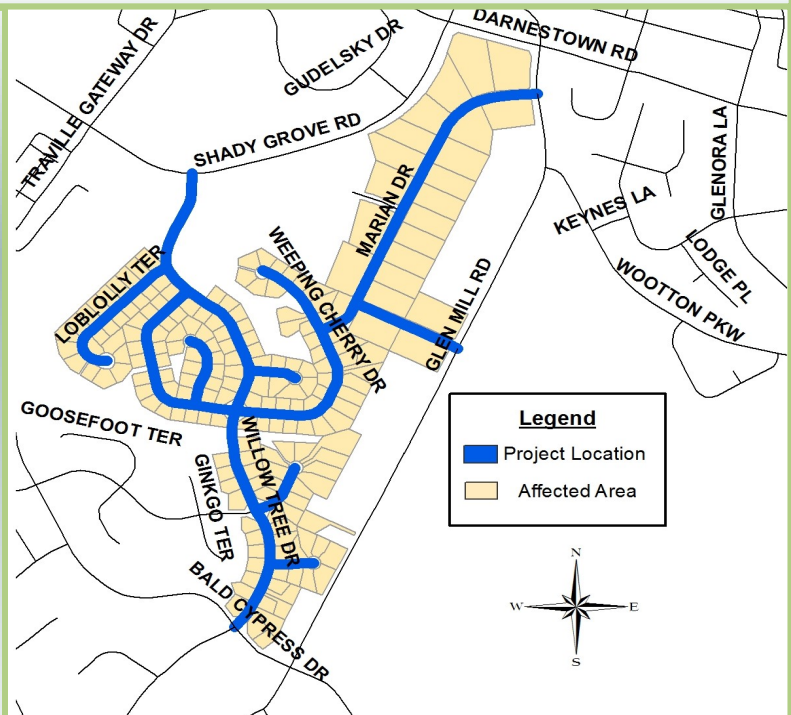 DARNESTOWN RD
TRAVILLE GATEWAY DR
GUDELSKY DR
SHADY GROVE RD
GLENORA LA
MARIAN DR
KEYNES LA
WEEPING CHERRY DR
LODGE PL
LOBLOLLY TER
WOOTTON PKW
GLEN MILL RD
GOOSEFOOT TER
WILLOW TREE DR
GINKGO TER
BALD CYPRESS DR
Legend
Project Location
Affected Area
N
W E
S